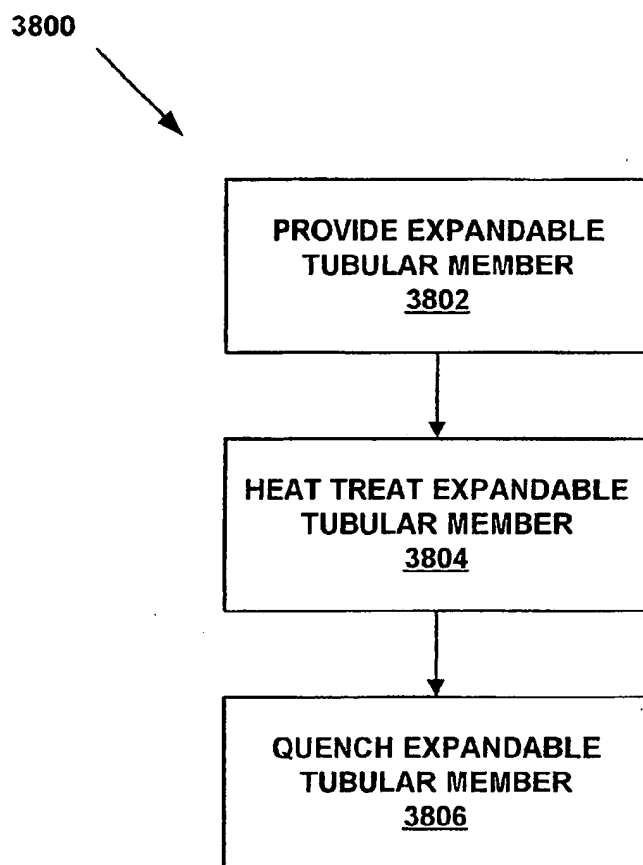 3800
PROVIDE EXPANDABLE
TUBULAR MEMBER
3802
HEAT TREAT EXPANDABLE
TUBULAR MEMBER
3804
QUENCH EXPANDABLE
TUBULAR MEMBER
3806